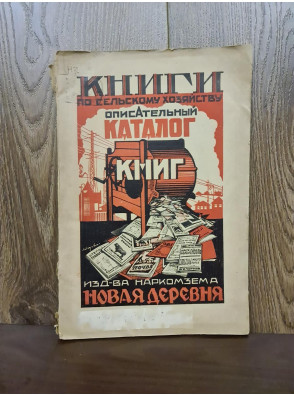 КНИГИ
ПО СЕЛЬСКОМУ ХОЗЯЙСТВУ
ОПИСАТЕЛЬНЫЙ
КАТАЛОГ
КНИГ
ИЗД-ВА НАРКОМЗЕМА
НОВАЯ ДЕРЕВНЯ